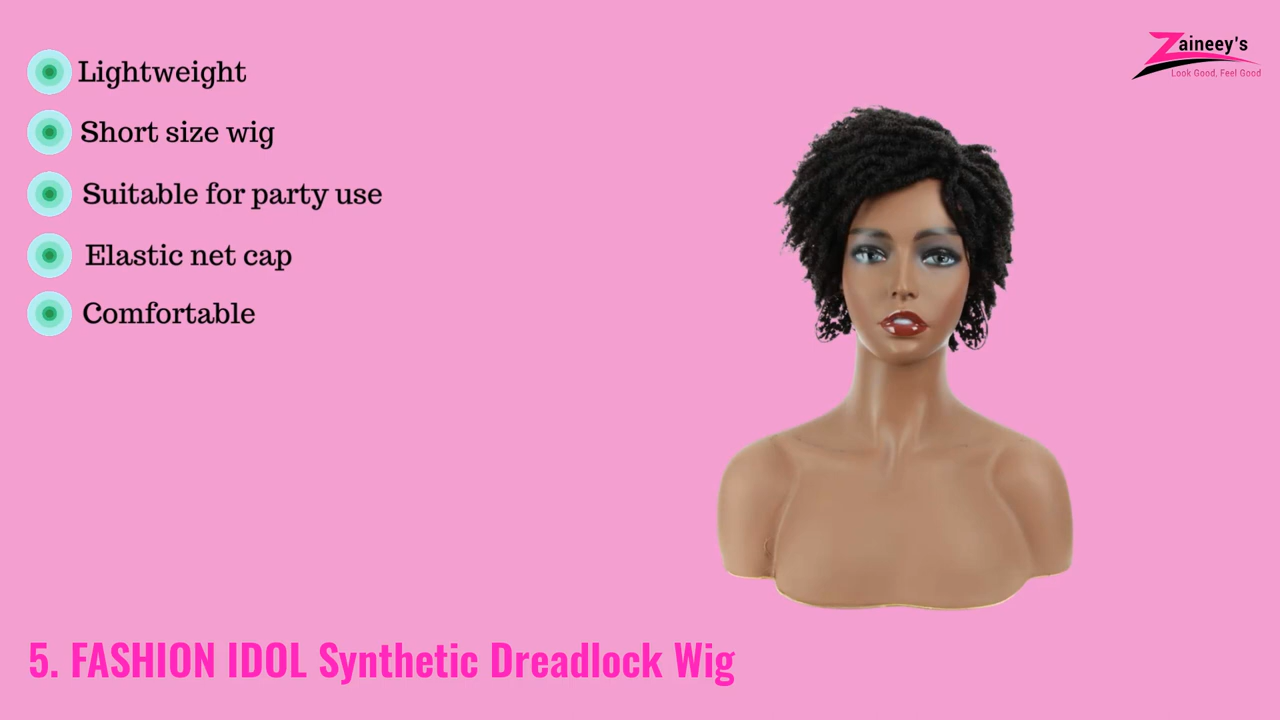 Zaineey's
Look Good, Feel Good
Lightweight
Short size wig
Suitable for party use
Elastic net cap
Comfortable
5. FASHION IDOL Synthetic Dreadlock Wig